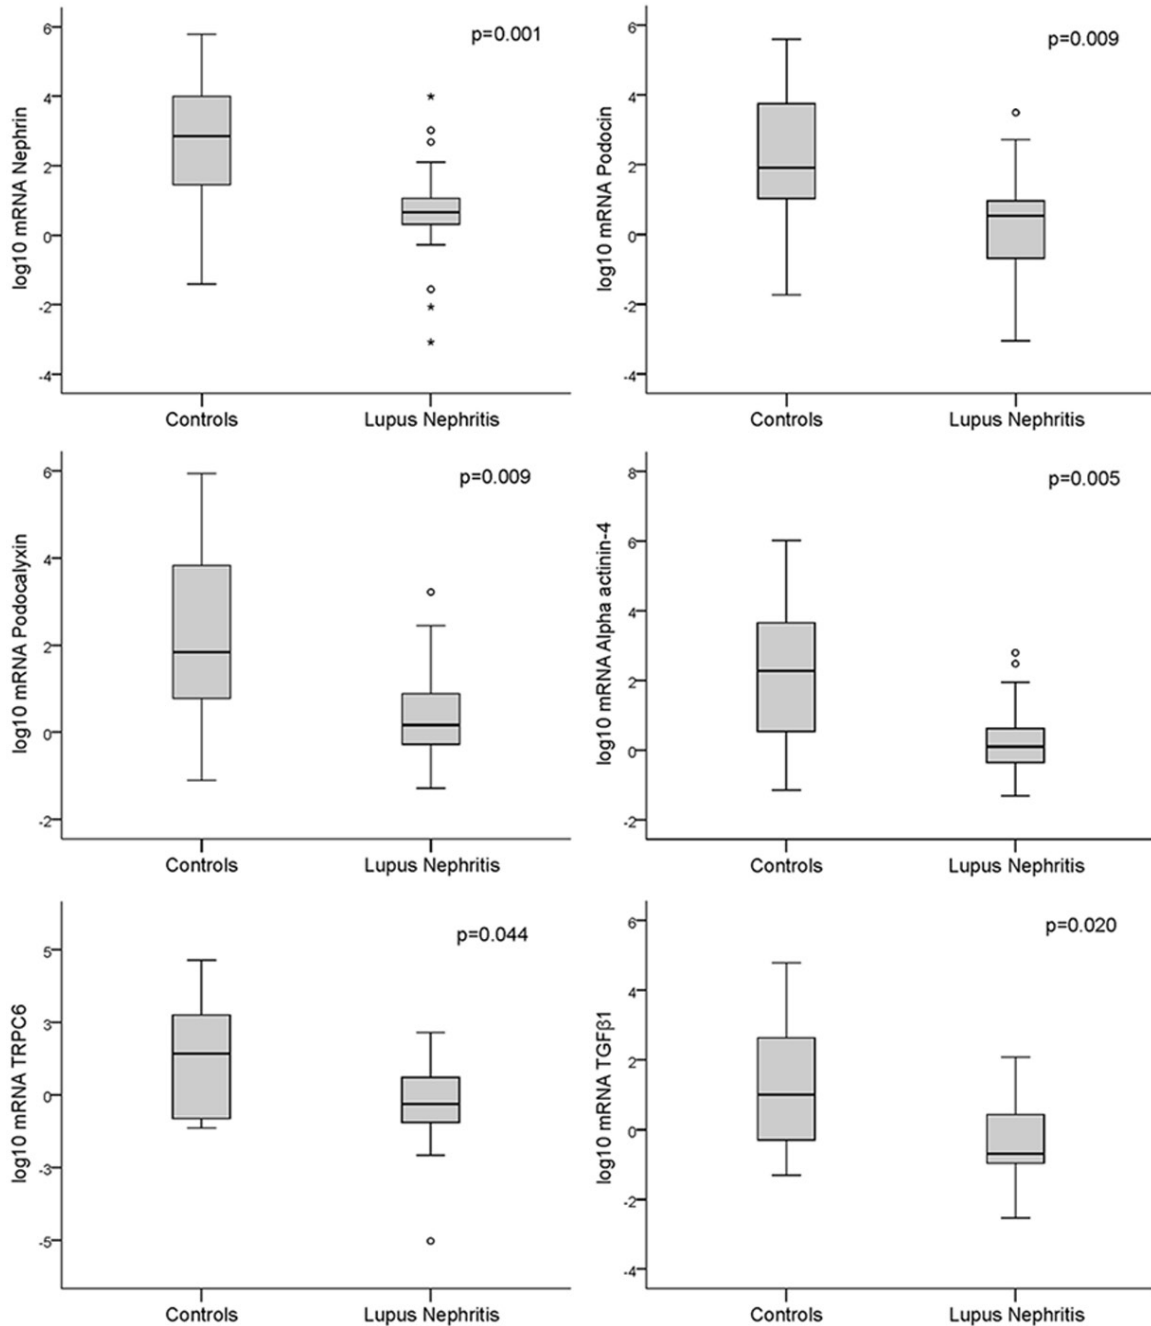 log10 mRNA Nephrin
6
4
2
0
-2
-4
p=0.001
Controls
Lupus Nephritis
log10 mRNA Podocin
6
4
2
0
-2
-4
p=0.009
Controls
Lupus Nephritis
log10 mRNA Podocalyxin
6
4
2
0
-2
p=0.009
Controls
Lupus Nephritis
log10 mRNA Alpha actinin-4
8
6
4
2
0
-2
p=0.005
Controls
Lupus Nephritis
log10 mRNA TRPC6
5
3
0
-3
-5
p=0.044
Controls
Lupus Nephritis
log10 mRNA TGFβ1
6
4
2
0
-2
-4
p=0.020
Controls
Lupus Nephritis